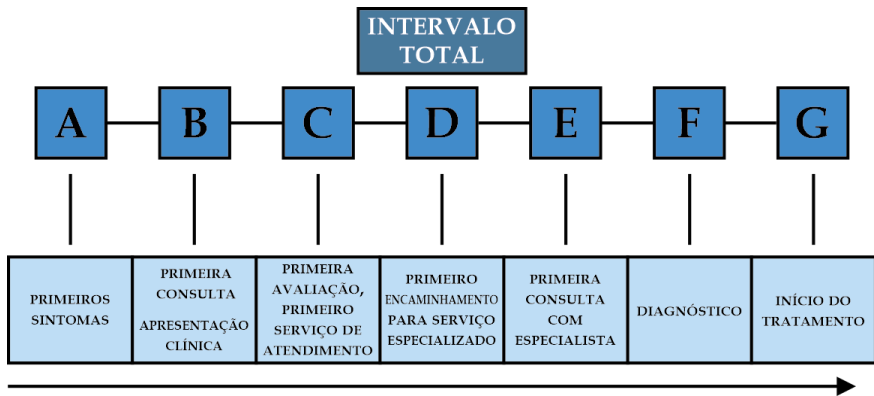 INTERVALO
TOTAL
A
B
C
D
E
F
G
PRIMEIROS
SINTOMAS
PRIMEIRA
CONSULTA
APRESENTAÇÃO
CLÍNICA
PRIMEIRA
AVALIAÇÃO,
PRIMEIRO
SERVIÇO DE
ATENDIMENTO
PRIMEIRO
ENCAMINHAMENTO
PARA SERVIÇO
ESPECIALIZADO
PRIMEIRA
CONSULTA
COM
ESPECIALISTA
DIAGNÓSTICO
INÍCIO DO
TRATAMENTO